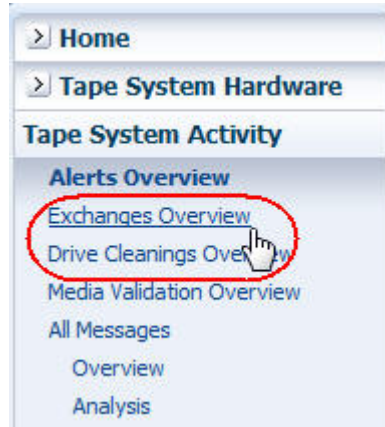 Home
Tape System Hardware
Tape System Activity
Alerts Overview
Exchanges Overview
Drive Cleanings Overview
Media Validation Overview
All Messages
Overview
Analysis